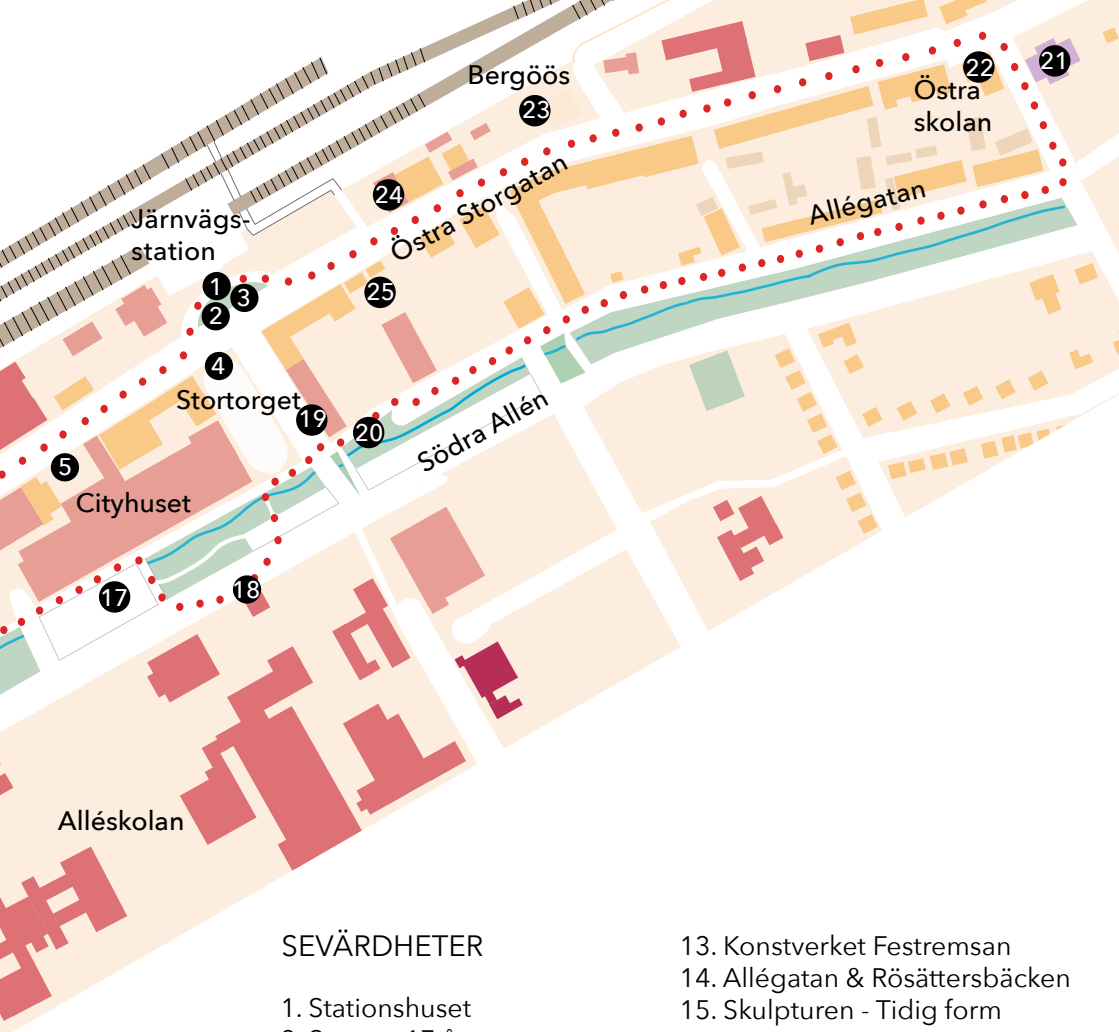 Bergöös
23
21
22
Östra
skolan
24
Östra Storgatan
Allégatan
Järnvägs-
station
1
3
2
25
4
Stortorget
19
20
Södra Allén
5
Cityhuset
17
18
Alléskolan
SEVÄRDHETER
1. Stationshuset
13. Konstverket Festremsan
14. Allégatan & Rösättersbäcken
15. Skulpturen - Tidig form